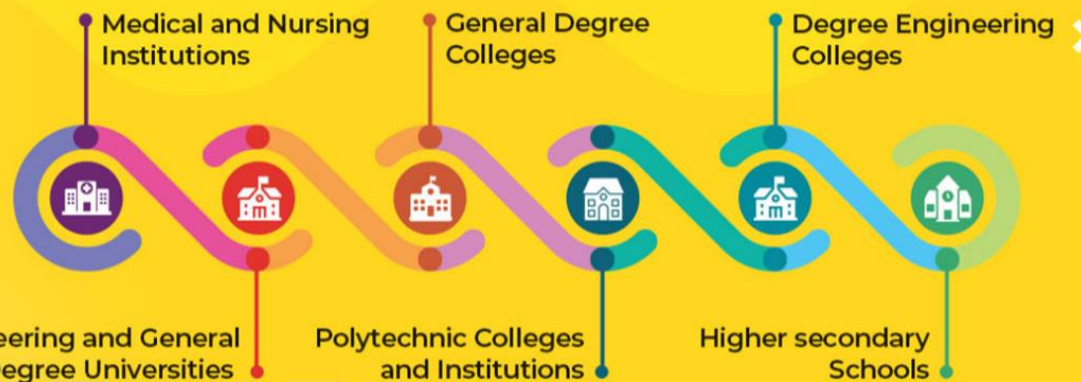 Medical and Nursing
Institutions
General Degree
Colleges
Degree Engineering
Colleges
eering and General
Degree Universities
Polytechnic Colleges
and Institutions
Higher secondary
Schools